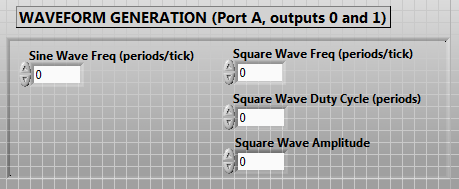 WAVEFORM GENERATION (Port A, outputs 0 and 1)
Sine Wave Freq (periods/tick)
0
Square Wave Freq (periods/tick)
0
Square Wave Duty Cycle (periods)
0
Square Wave Amplitude
0